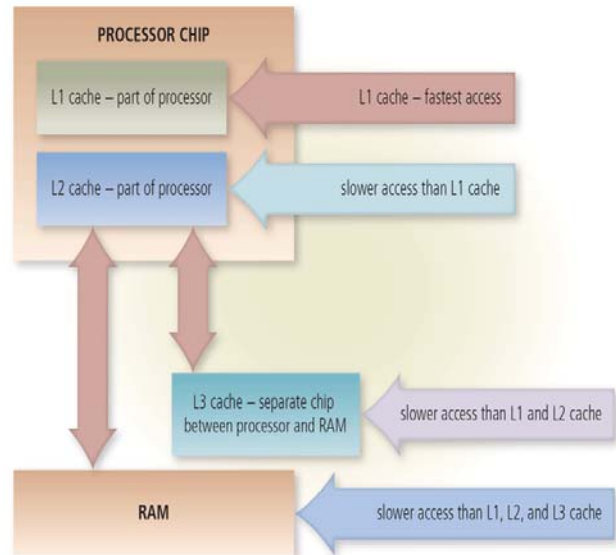 PROCESSOR CHIP
L1 cache – part of processor
L1 cache – fastest access
L2 cache – part of processor
slower access than L1 cache
L3 cache – separate chip
between processor and RAM
slower access than L1 and L2 cache
RAM
slower access than L1, L2, and L3 cache